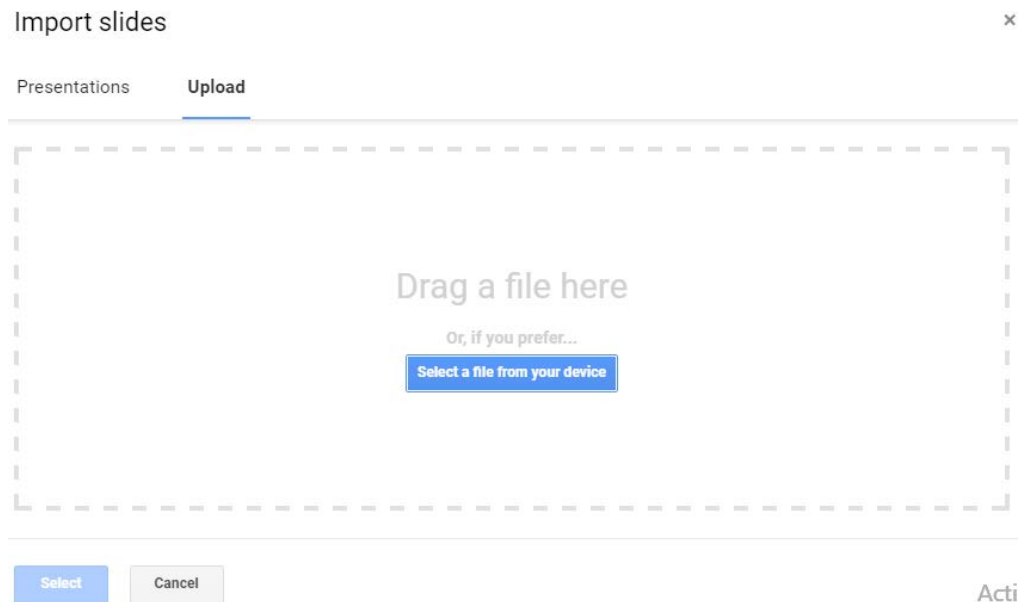 Import slides ×
Presentations Upload
Drag a file here
Or, if you prefer...
Select a file from your device
Select Cancel
Acti